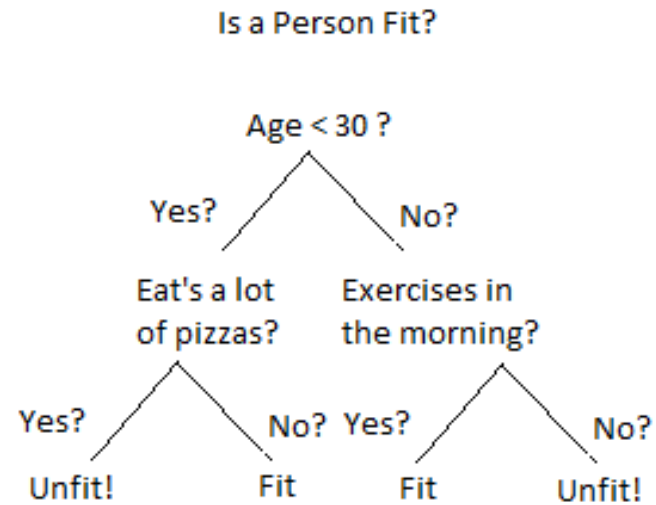 Is a Person Fit?
Age < 30 ?
Yes?
No?
Eat's a lot
of pizzas?
Exercises in
the morning?
Yes?
No?
Yes?
No?
Unfit!
Fit
Fit
Unfit!